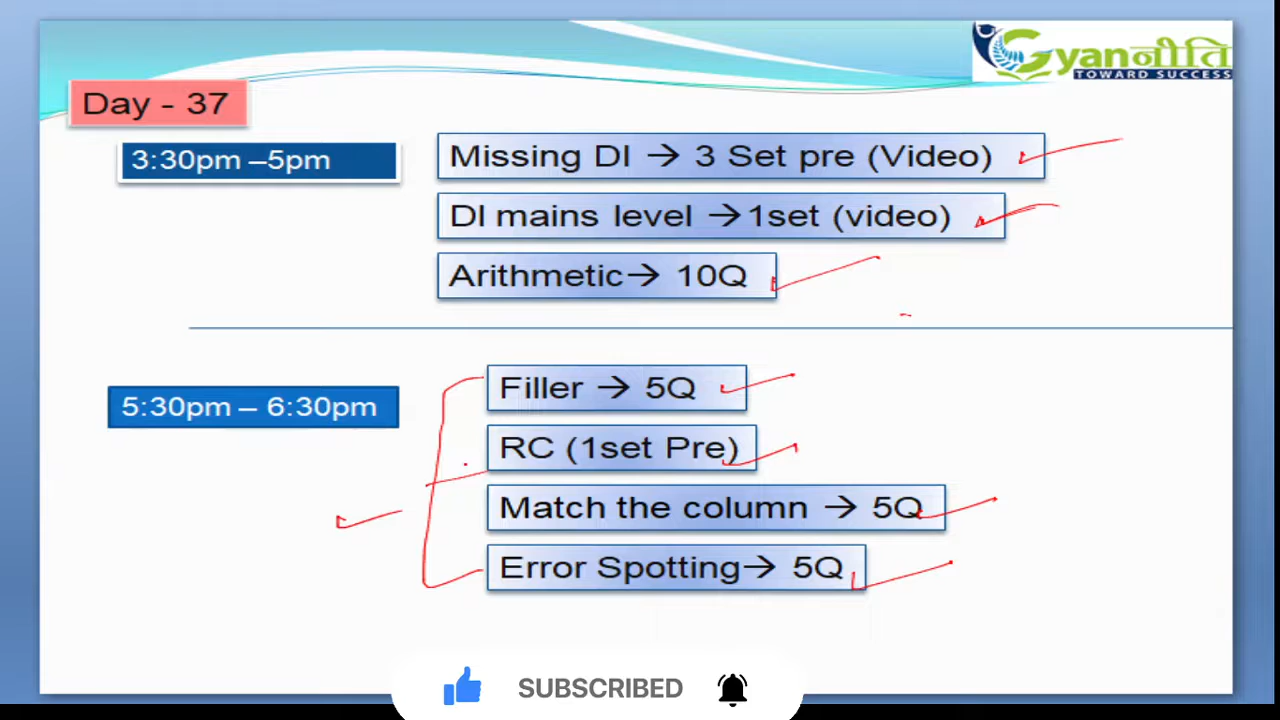 Gyanनीति
TOWARD SUCCESS
Day - 37
3:30pm –5pm
Missing DI → 3 Set pre (Video)
DI mains level →1set (video)
Arithmetic→ 10Q
5:30pm – 6:30pm
Filler → 5Q
RC (1set Pre)
Match the column → 5Q
Error Spotting→ 5Q
SUBSCRIBED